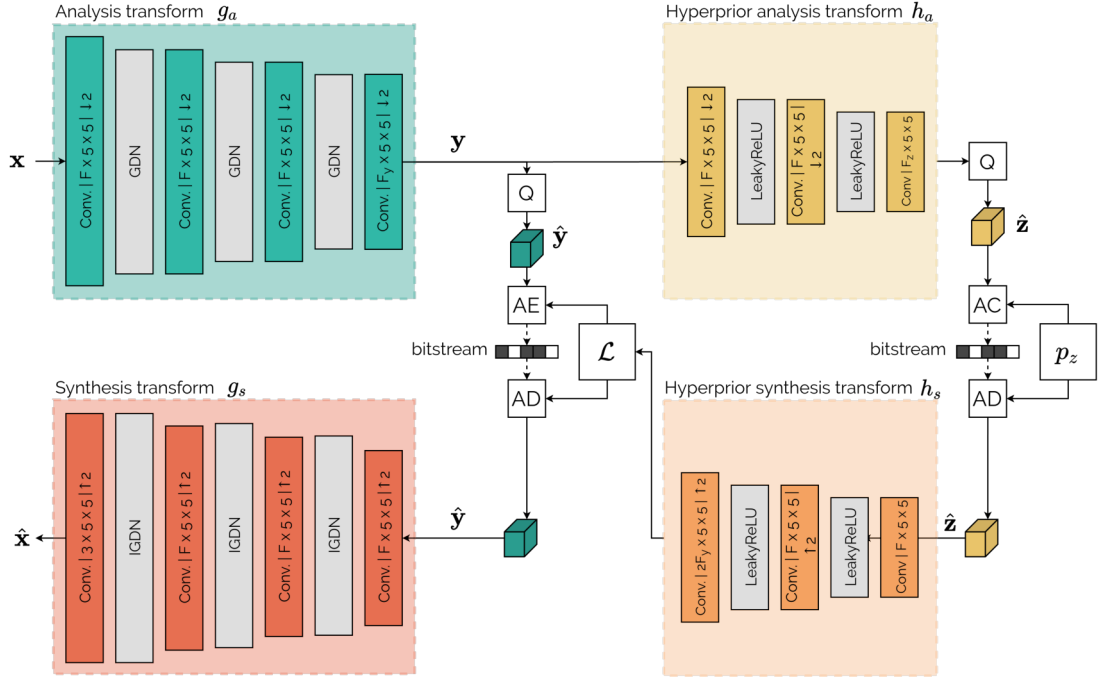 Analysis transform gₐ
Hyperprior analysis transform hₐ
x
Conv. | F × 5 × 5 | ↓2
GDN
Conv. | F × 5 × 5 | ↓2
GDN
Conv. | F × 5 × 5 | ↓2
GDN
Conv. | F_y × 5 × 5 | ↓2
y
Q
ŷ
AE
bitstream
AD
ℒ
Conv. | F × 5 × 5 | ↓2
LeakyReLU
Conv. | F × 5 × 5 |
↓2
LeakyReLU
Conv | F_z × 5 × 5
Q
ẑ
AC
bitstream
AD
p_z
Synthesis transform g_s
Hyperprior synthesis transform h_s
x̂
Conv. | 3 × 5 × 5 | ↑2
IGDN
Conv. | F × 5 × 5 | ↑2
IGDN
Conv. | F × 5 × 5 | ↑2
IGDN
Conv. | F × 5 × 5 | ↑2
ŷ
Conv. | 2F_y × 5 × 5 | ↑2
LeakyReLU
Conv. | F × 5 × 5 |
↑2
LeakyReLU
Conv | F × 5 × 5
ẑ